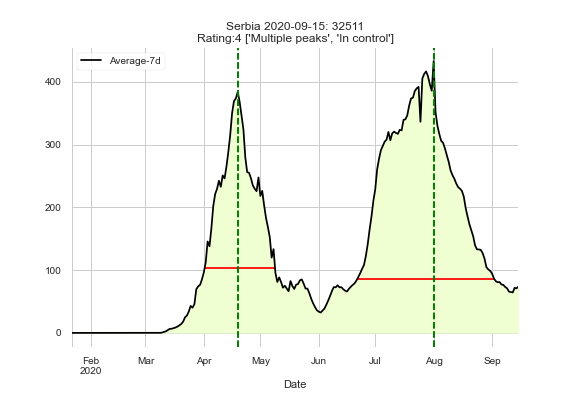 Serbia 2020-09-15: 32511
Rating:4 ['Multiple peaks', 'In control']
Average-7d
400
300
200
100
0
Feb Mar Apr May Jun Jul Aug Sep
2020
Date